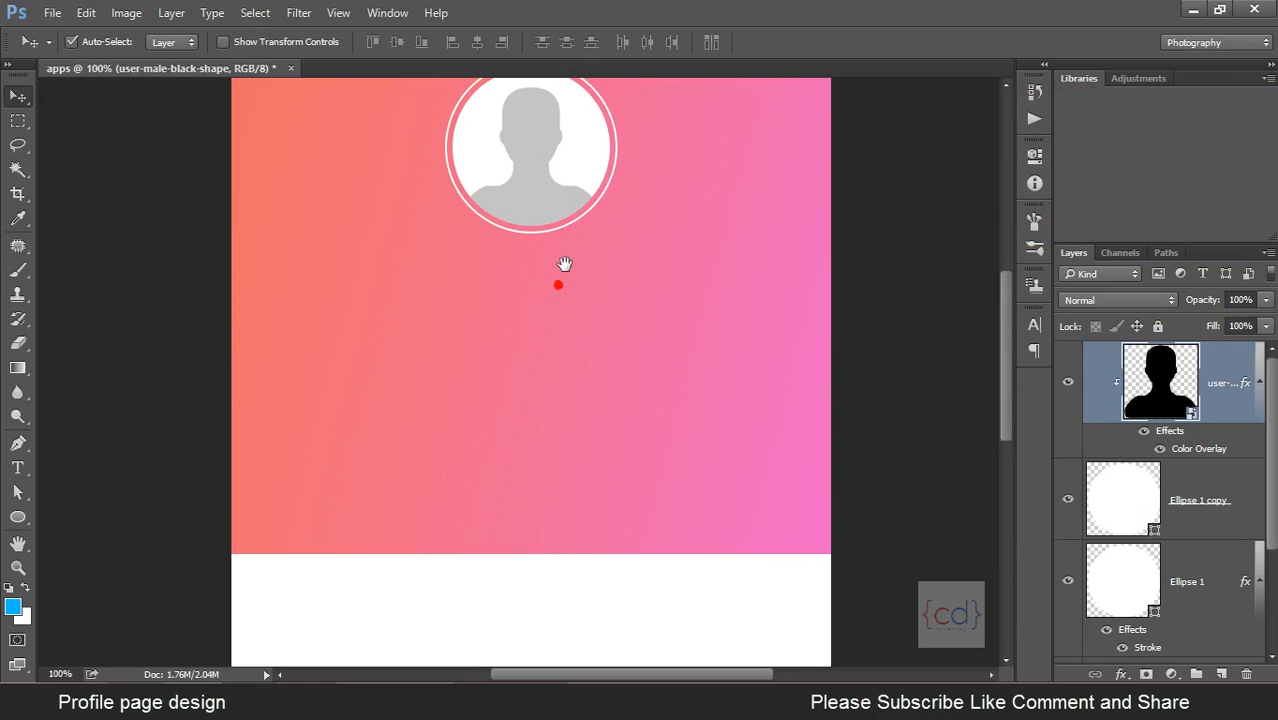 Ps File Edit Image Layer Type Select Filter View Window Help
Auto-Select: Layer Show Transform Controls Photography
apps @ 100% (user-male-black-shape, RGB/8) * ×
Libraries Adjustments
Layers Channels Paths
Kind
Normal Opacity: 100%
Lock: Fill: 100%
user-... fx
Effects
Color Overlay
Ellipse 1 copy
Ellipse 1 fx
Effects
Stroke
{cd}
100% Doc: 1.76M/2.04M
Profile page design Please Subscribe Like Comment and Share